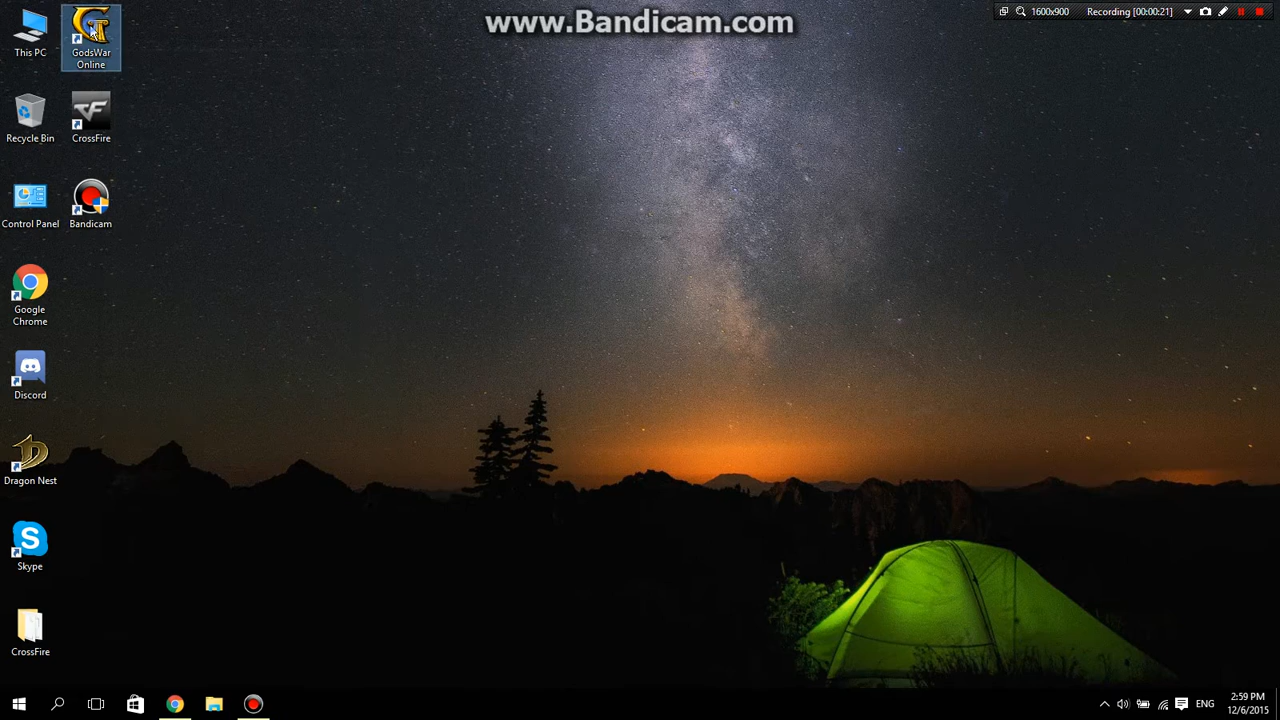 www.Bandicam.com
1600x900 Recording [00:00:21]
This PC
GodsWar
Online
Recycle Bin
CrossFire
Control Panel
Bandicam
Google
Chrome
Discord
Dragon Nest
Skype
CrossFire
2:59 PM
ENG
12/6/2015